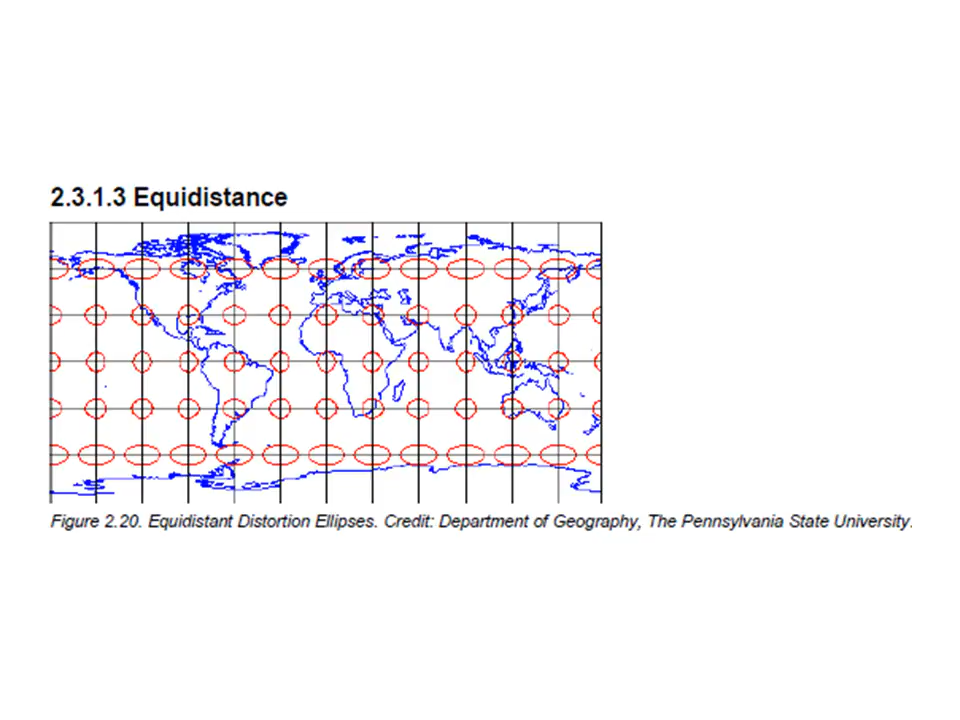 2.3.1.3 Equidistance
Figure 2.20. Equidistant Distortion Ellipses. Credit: Department of Geography, The Pennsylvania State University.